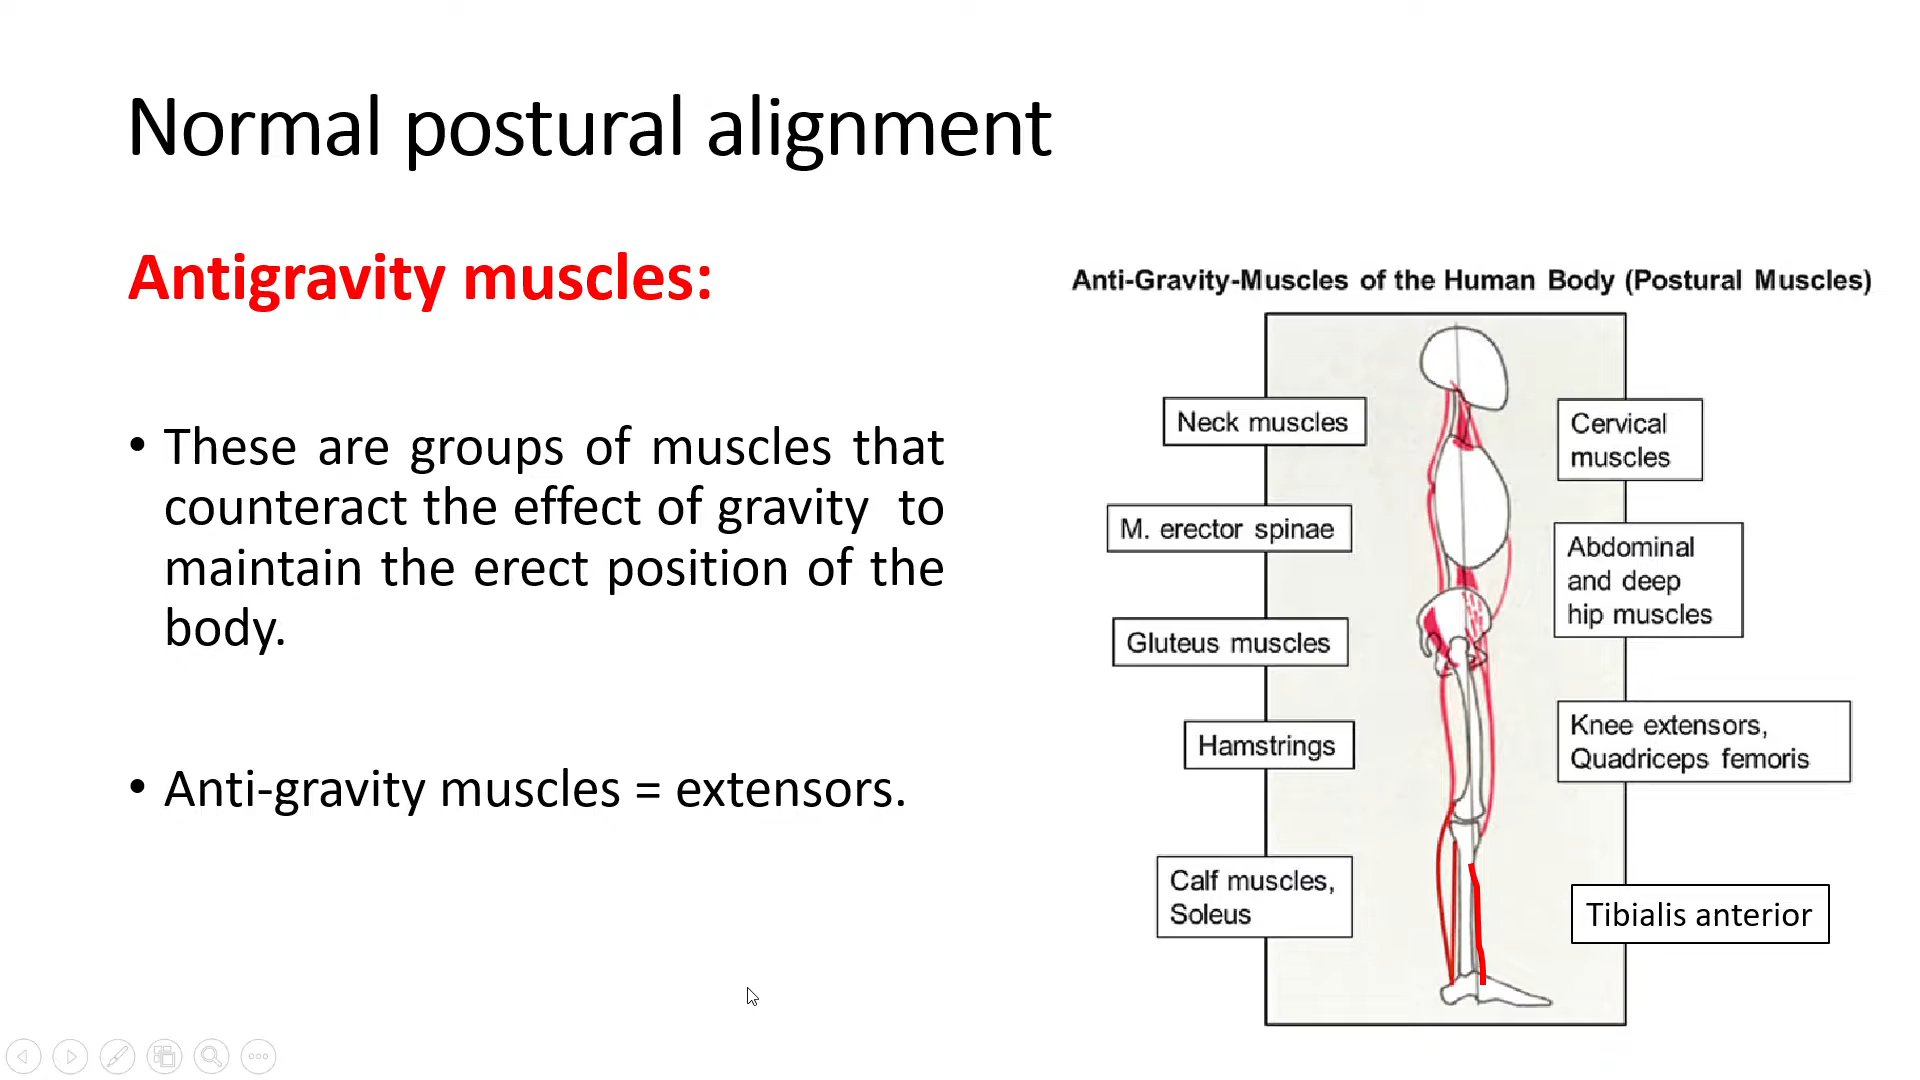 Normal postural alignment
Antigravity muscles:
• These are groups of muscles that
counteract the effect of gravity to
maintain the erect position of the
body.
• Anti-gravity muscles = extensors.
Anti-Gravity-Muscles of the Human Body (Postural Muscles)
Neck muscles
M. erector spinae
Gluteus muscles
Hamstrings
Calf muscles,
Soleus
Cervical
muscles
Abdominal
and deep
hip muscles
Knee extensors,
Quadriceps femoris
Tibialis anterior